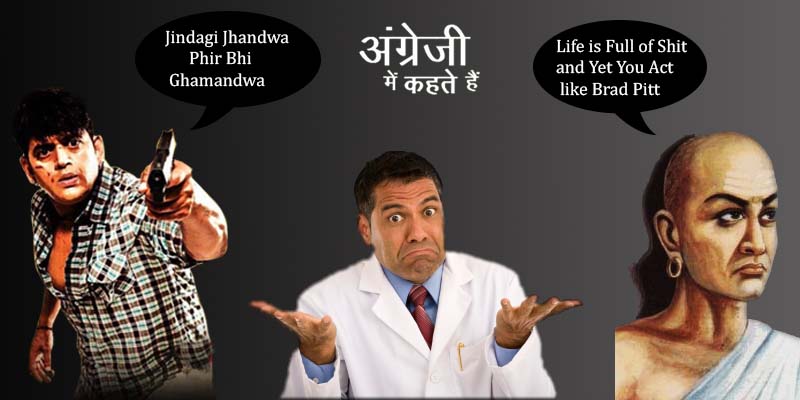 Jindagi Jhandwa
Phir Bhi
Ghamandwa
अंग्रेजी
में कहते हैं
Life is Full of Shit
and Yet You Act
like Brad Pitt